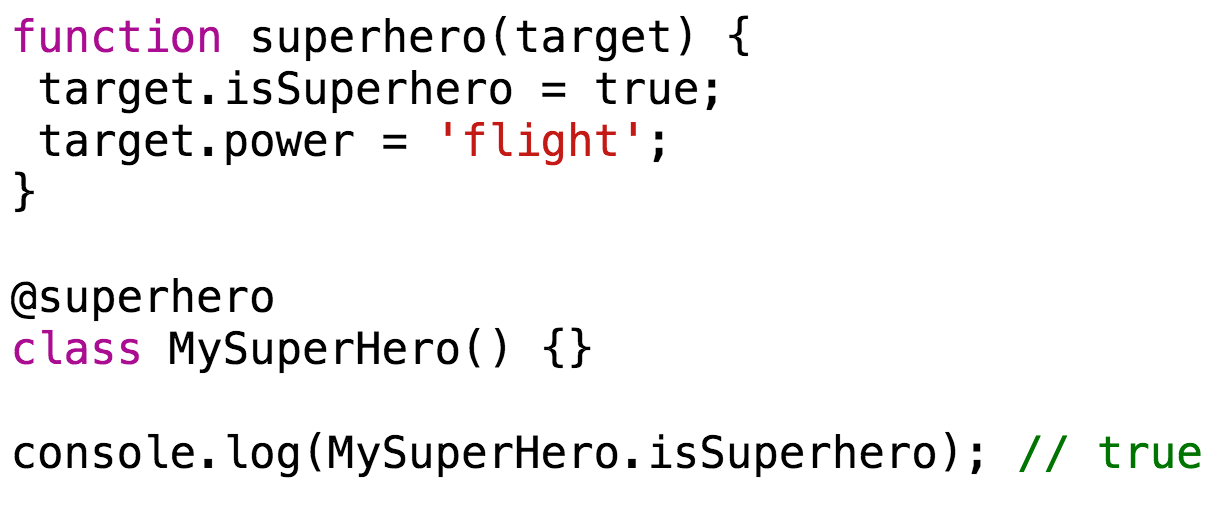 function superhero(target) {
 target.isSuperhero = true;
 target.power = 'flight';
}

@superhero
class MySuperHero() {}

console.log(MySuperHero.isSuperhero); // true